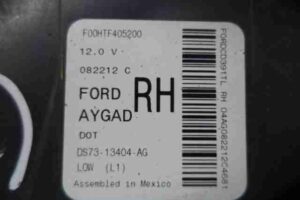 F00HTF405200
12.0 V
082212 C
FORD RH
AYGAD
DOT
DS73-13404-AG
LOW (L1)
Assembled in Mexico